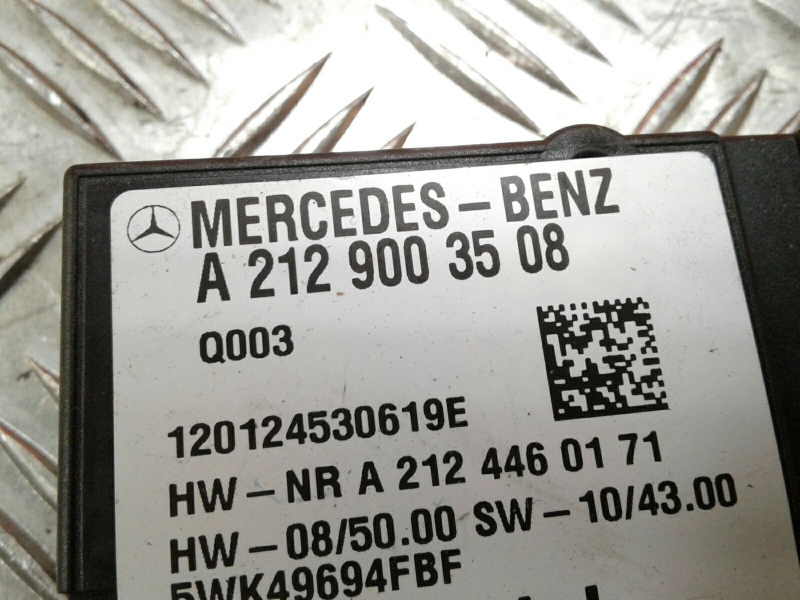 MERCEDES-BENZ
A 212 900 35 08
Q003
120124530619E
HW-NR A 212 446 01 71
HW-08/50.00 SW-10/43.00
5WK49694FBF